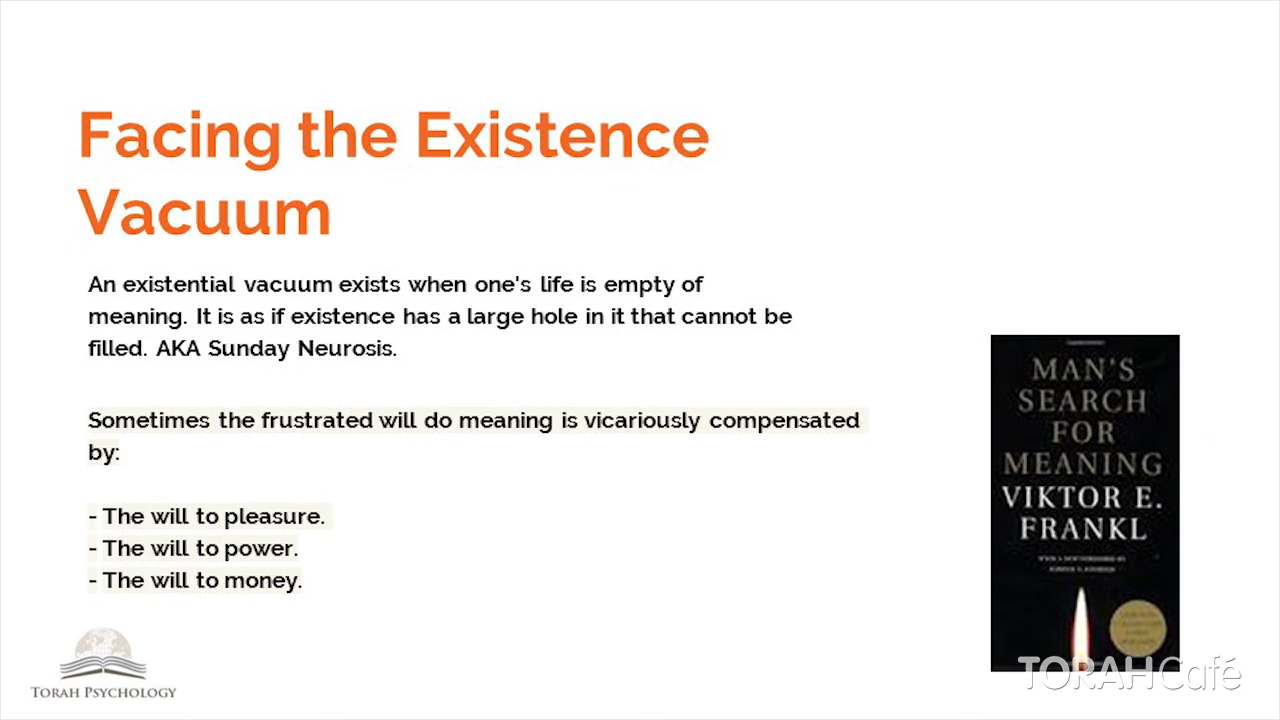 Facing the Existence
Vacuum
An existential vacuum exists when one's life is empty of
meaning. It is as if existence has a large hole in it that cannot be
filled. AKA Sunday Neurosis.
Sometimes the frustrated will do meaning is vicariously compensated
by:
- The will to pleasure.
- The will to power.
- The will to money.
MAN'S
SEARCH
FOR
MEANING
VIKTOR E.
FRANKL
TORAH PSYCHOLOGY
TORAHCafé